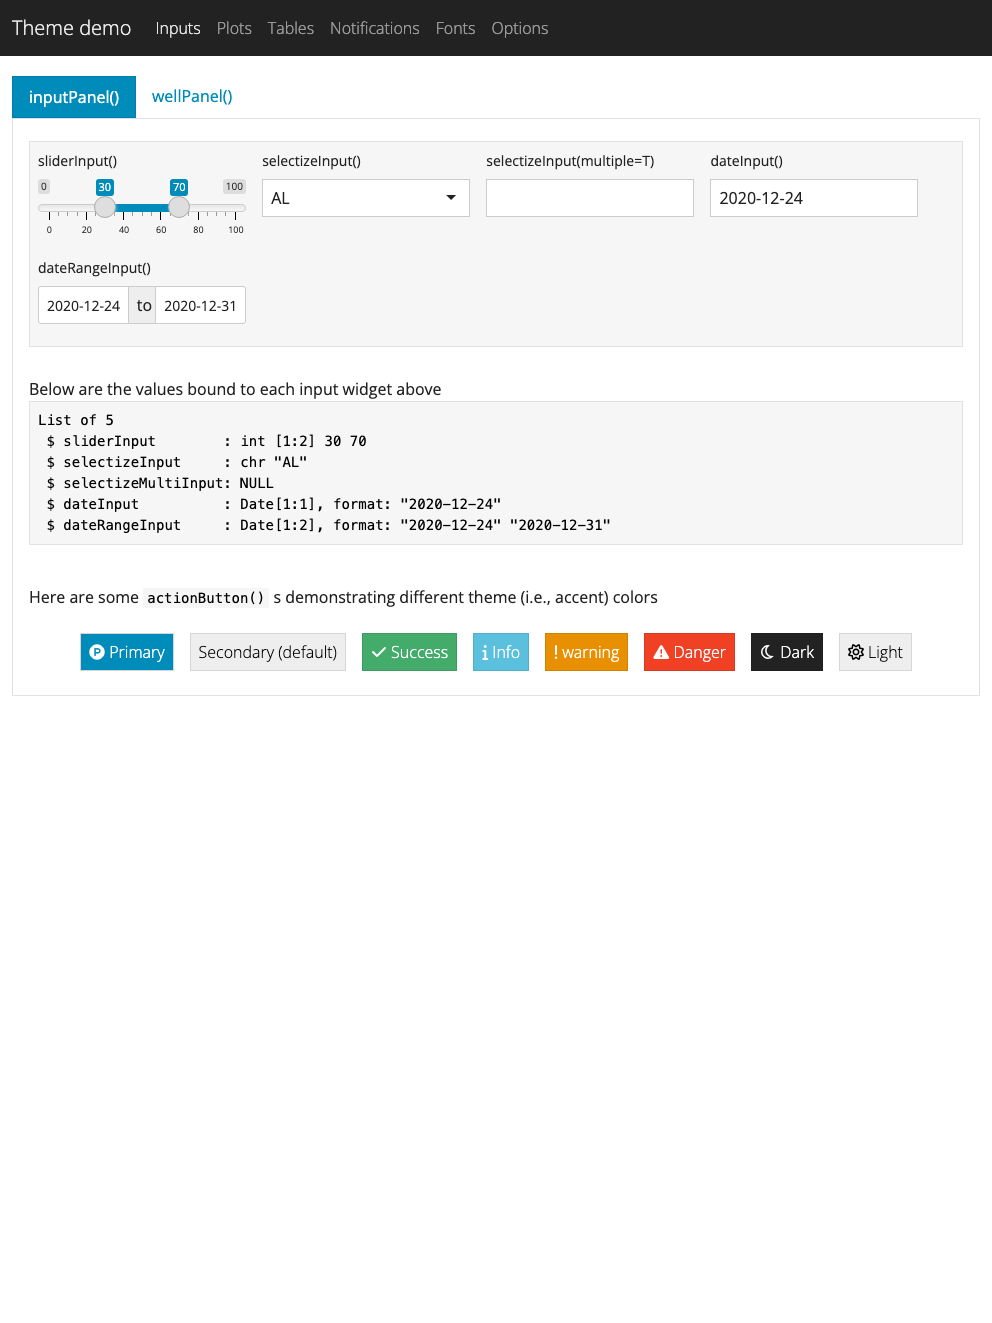 Theme demo Inputs Plots Tables Notifications Fonts Options
inputPanel() wellPanel()
sliderInput() selectizeInput() selectizeInput(multiple=T) dateInput()
0 30 70 100
AL 2020-12-24
0 20 40 60 80 100
dateRangeInput()
2020-12-24 to 2020-12-31
Below are the values bound to each input widget above
List of 5
 $ sliderInput        : int [1:2] 30 70
 $ selectizeInput     : chr "AL"
 $ selectizeMultiInput: NULL
 $ dateInput          : Date[1:1], format: "2020-12-24"
 $ dateRangeInput     : Date[1:2], format: "2020-12-24" "2020-12-31"
Here are some actionButton() s demonstrating different theme (i.e., accent) colors
P Primary Secondary (default) Success i Info ! warning Danger Dark Light